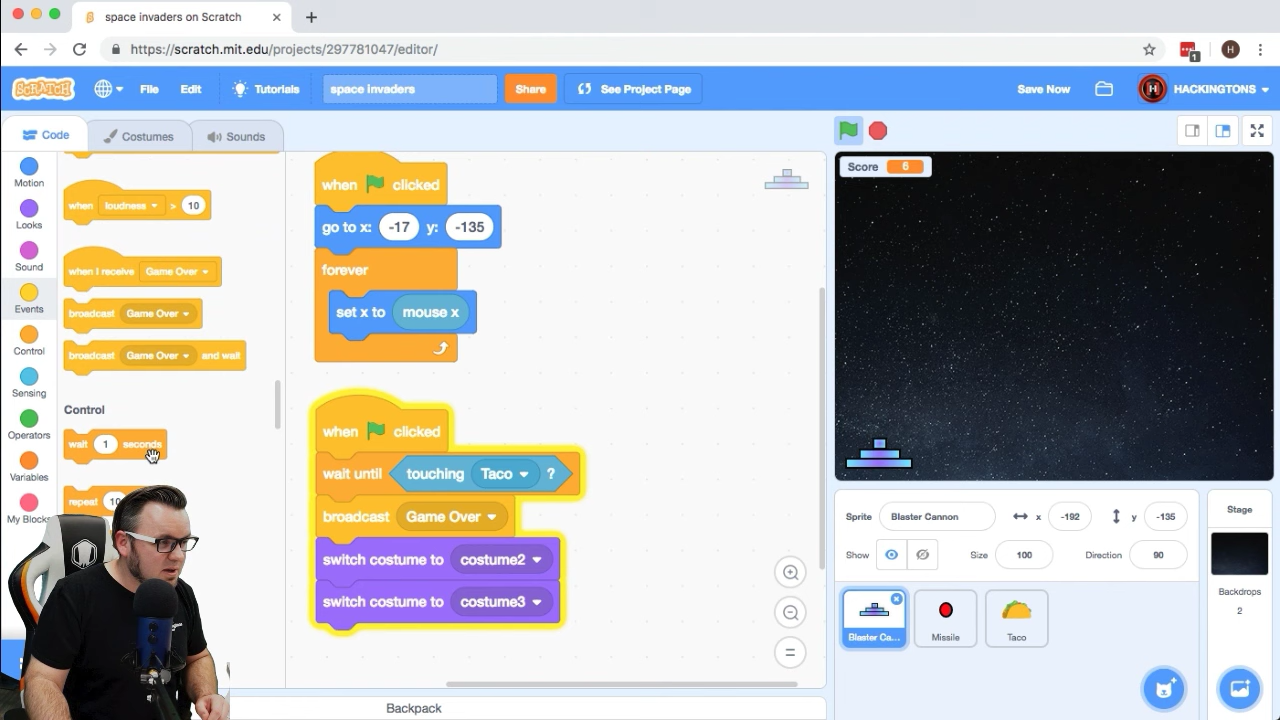 space invaders on Scratch
https://scratch.mit.edu/projects/297781047/editor/
1
H
SCRATCH
File
Edit
Tutorials
space invaders
Share
See Project Page
Save Now
H
HACKINGTONS
Code
Costumes
Sounds
Motion
Looks
Sound
Events
Control
Sensing
Operators
Variables
My Blocks
when loudness > 10
when I receive Game Over
broadcast Game Over
broadcast Game Over and wait
Control
wait 1 seconds
repeat 10
when clicked
go to x: -17 y: -135
forever
set x to mouse x
when clicked
wait until touching Taco ?
broadcast Game Over
switch costume to costume2
switch costume to costume3
Score 6
Sprite Blaster Cannon x -192 y -135
Show Size 100 Direction 90
Blaster Ca...
Missile
Taco
Stage
Backdrops
2
Backpack